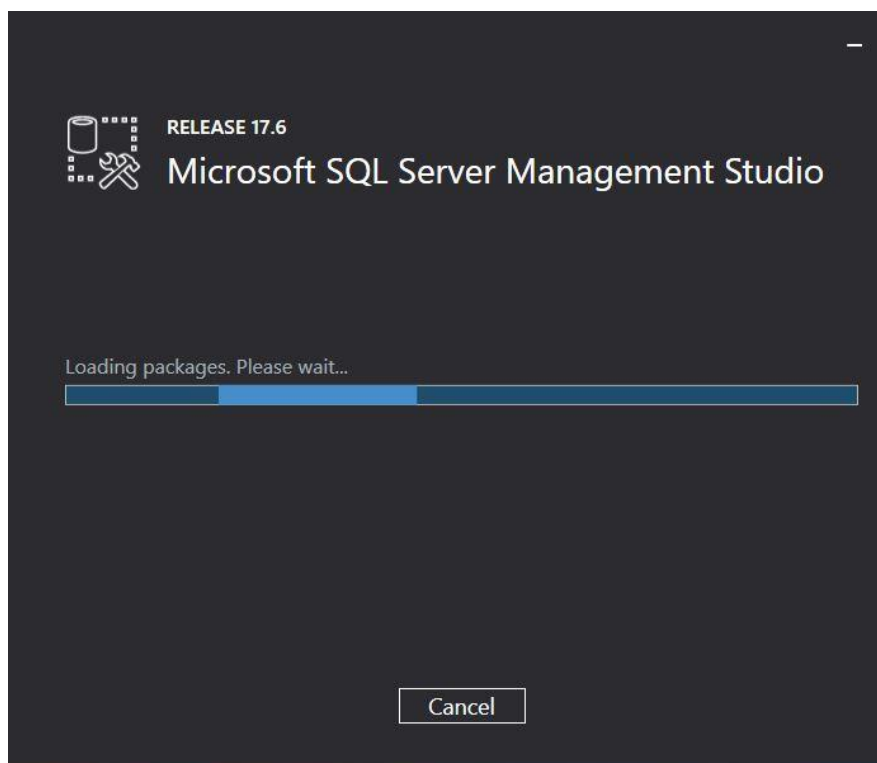 RELEASE 17.6
Microsoft SQL Server Management Studio
Loading packages. Please wait...
Cancel